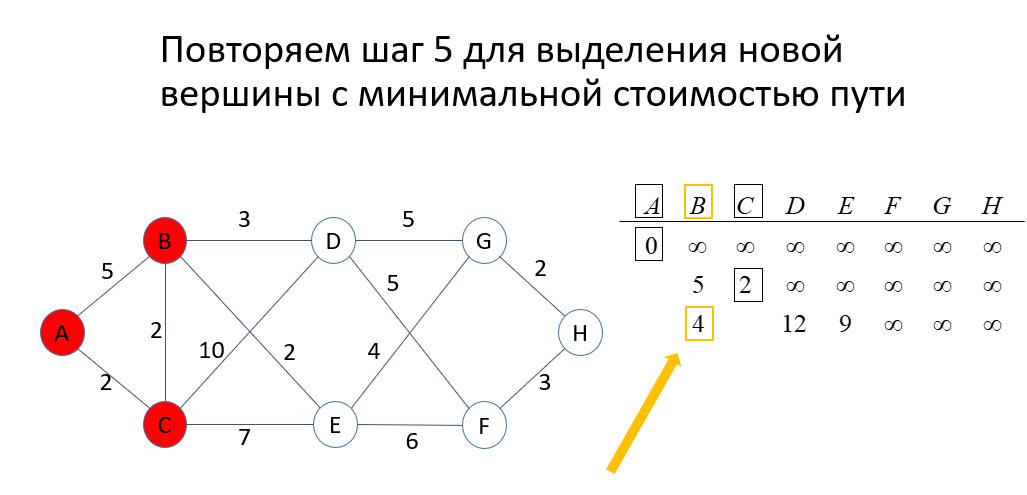 Повторяем шаг 5 для выделения новой
вершины с минимальной стоимостью пути
A B C D E F G H
0 ∞ ∞ ∞ ∞ ∞ ∞ ∞
5 2 ∞ ∞ ∞ ∞ ∞
4 12 9 ∞ ∞ ∞
3 5
B D G
5 5 2
A 2 H
10 2 4
2 3
C E F
7 6